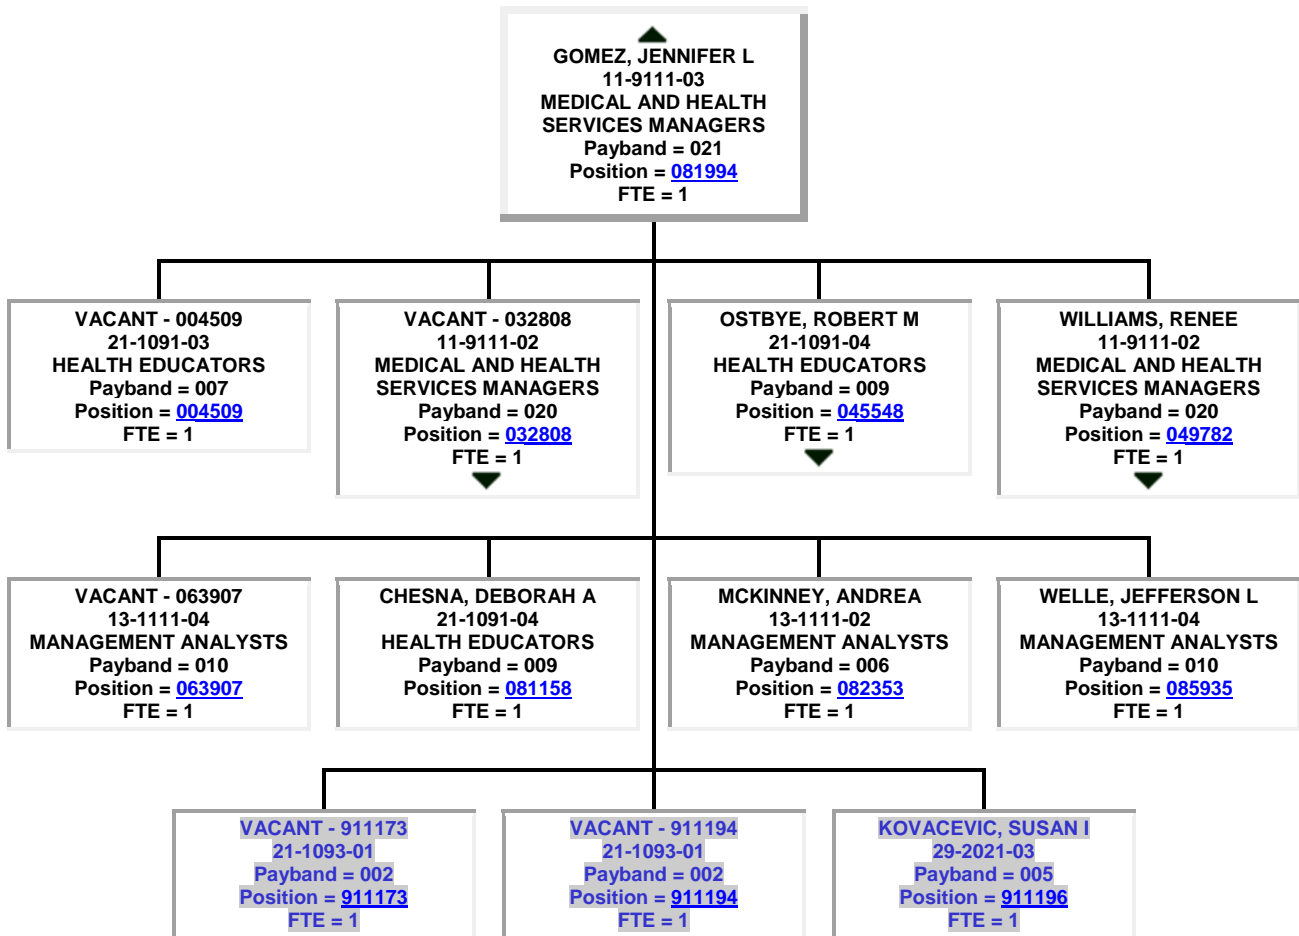 GOMEZ, JENNIFER L
11-9111-03
MEDICAL AND HEALTH
SERVICES MANAGERS
Payband = 021
Position = 081994
FTE = 1
VACANT - 004509
21-1091-03
HEALTH EDUCATORS
Payband = 007
Position = 004509
FTE = 1
VACANT - 032808
11-9111-02
MEDICAL AND HEALTH
SERVICES MANAGERS
Payband = 020
Position = 032808
FTE = 1
OSTBYE, ROBERT M
21-1091-04
HEALTH EDUCATORS
Payband = 009
Position = 045548
FTE = 1
WILLIAMS, RENEE
11-9111-02
MEDICAL AND HEALTH
SERVICES MANAGERS
Payband = 020
Position = 049782
FTE = 1
VACANT - 063907
13-1111-04
MANAGEMENT ANALYSTS
Payband = 010
Position = 063907
FTE = 1
CHESNA, DEBORAH A
21-1091-04
HEALTH EDUCATORS
Payband = 009
Position = 081158
FTE = 1
MCKINNEY, ANDREA
13-1111-02
MANAGEMENT ANALYSTS
Payband = 006
Position = 082353
FTE = 1
WELLE, JEFFERSON L
13-1111-04
MANAGEMENT ANALYSTS
Payband = 010
Position = 085935
FTE = 1
VACANT - 911173
21-1093-01
Payband = 002
Position = 911173
FTE = 1
VACANT - 911194
21-1093-01
Payband = 002
Position = 911194
FTE = 1
KOVACEVIC, SUSAN I
29-2021-03
Payband = 005
Position = 911196
FTE = 1